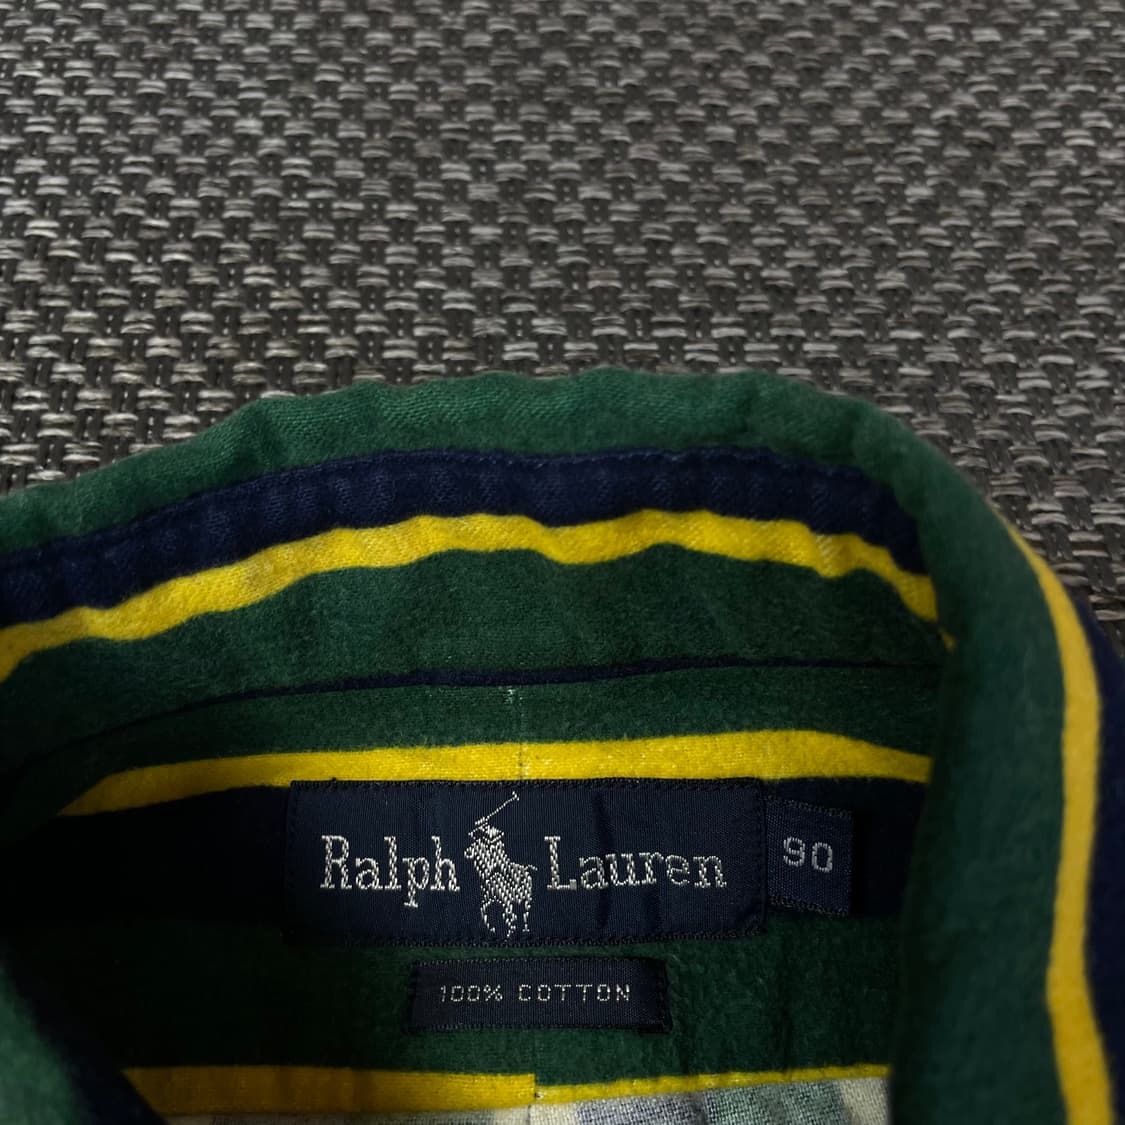 Ralph Lauren
90
100% COTTON